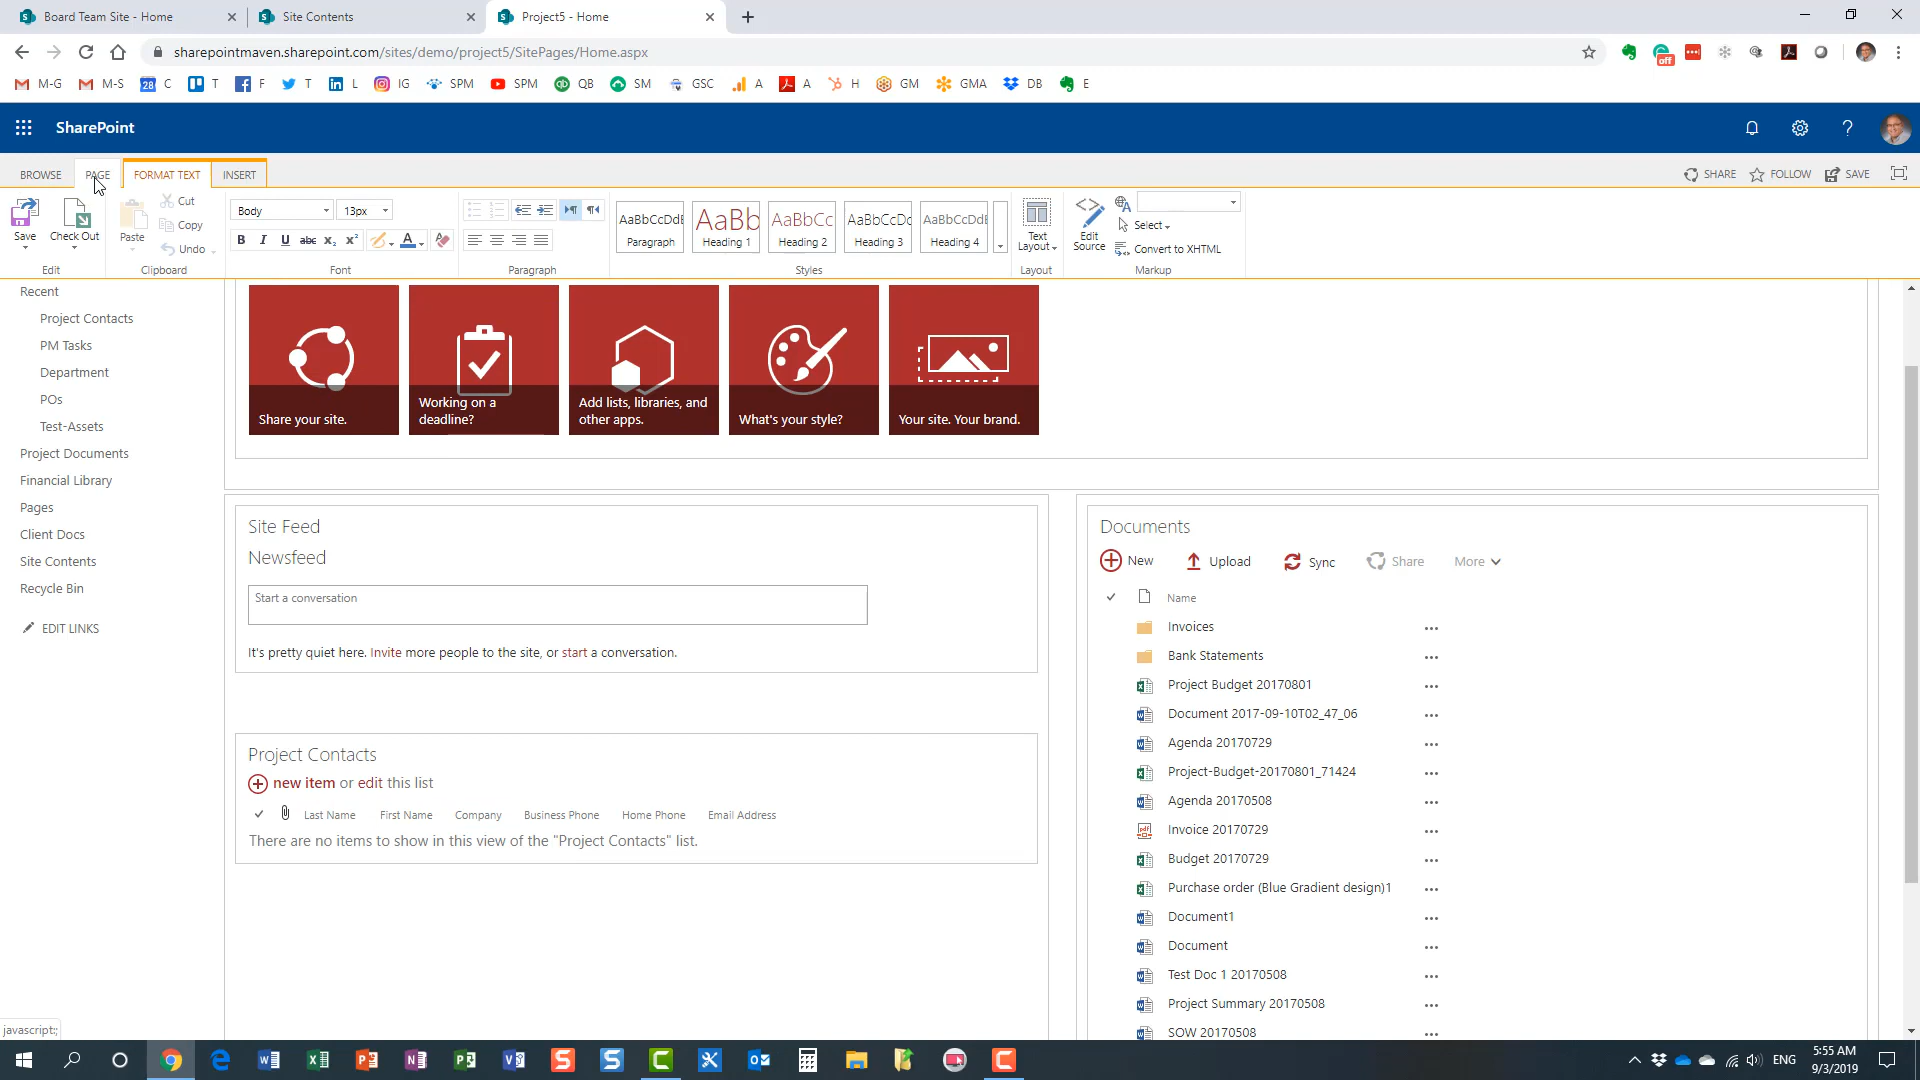 Board Team Site - Home
Site Contents
Project5 - Home
sharepointmaven.sharepoint.com/sites/demo/project5/SitePages/Home.aspx
off
M-G M-S 28 C T F T L IG SPM SPM QB SM GSC A A H GM GMA DB E
SharePoint
BROWSE PAGE FORMAT TEXT INSERT
SHARE FOLLOW SAVE
Save
Check Out
Edit
Paste
Cut
Copy
Undo
Clipboard
Body 13px
B I U abc x₂ x² A
Font
Paragraph
AaBbCcDdE AaBb AaBbCc AaBbCcDc AaBbCcDdE
Paragraph Heading 1 Heading 2 Heading 3 Heading 4
Styles
Text Layout
Layout
Edit Source
Select
Convert to XHTML
Markup
Recent
Project Contacts
PM Tasks
Department
POs
Test-Assets
Project Documents
Financial Library
Pages
Client Docs
Site Contents
Recycle Bin
EDIT LINKS
Share your site.
Working on a
deadline?
Add lists, libraries, and
other apps.
What's your style?
Your site. Your brand.
Site Feed
Newsfeed
Start a conversation
It's pretty quiet here. Invite more people to the site, or start a conversation.
Project Contacts
new item or edit this list
Last Name First Name Company Business Phone Home Phone Email Address
There are no items to show in this view of the "Project Contacts" list.
Documents
New Upload Sync Share More
Name
Invoices
Bank Statements
Project Budget 20170801
Document 2017-09-10T02_47_06
Agenda 20170729
Project-Budget-20170801_71424
Agenda 20170508
Invoice 20170729
Budget 20170729
Purchase order (Blue Gradient design)1
Document1
Document
Test Doc 1 20170508
Project Summary 20170508
SOW 20170508
javascript:;
ENG
5:55 AM
9/3/2019